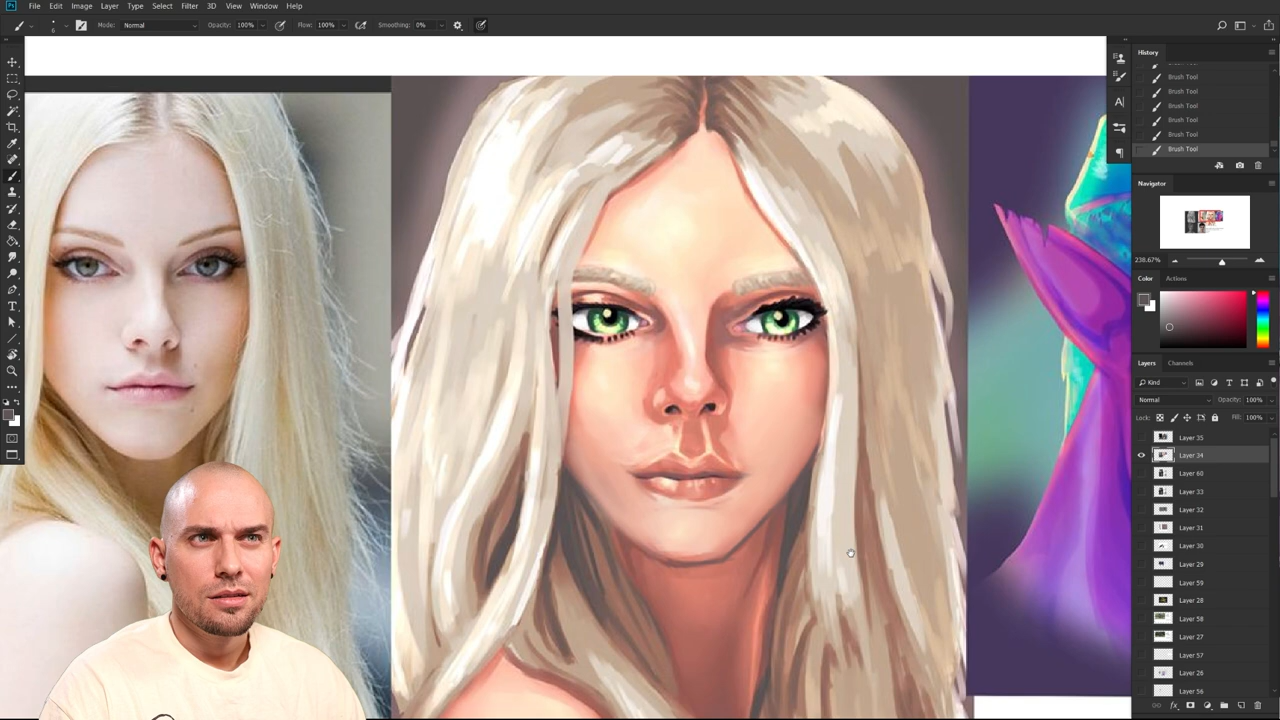 Ps File Edit Image Layer Type Select Filter 3D View Window Help
6 Mode: Normal Opacity: 100% Flow: 100% Smoothing: 0%
History
Brush Tool
Brush Tool
Brush Tool
Brush Tool
Brush Tool
Brush Tool
Navigator
238.67%
Color Actions
Layers Channels
Kind
Normal Opacity: 100%
Lock: Fill: 100%
Layer 35
Layer 34
Layer 60
Layer 33
Layer 32
Layer 31
Layer 30
Layer 29
Layer 59
Layer 28
Layer 58
Layer 27
Layer 57
Layer 26
Layer 56